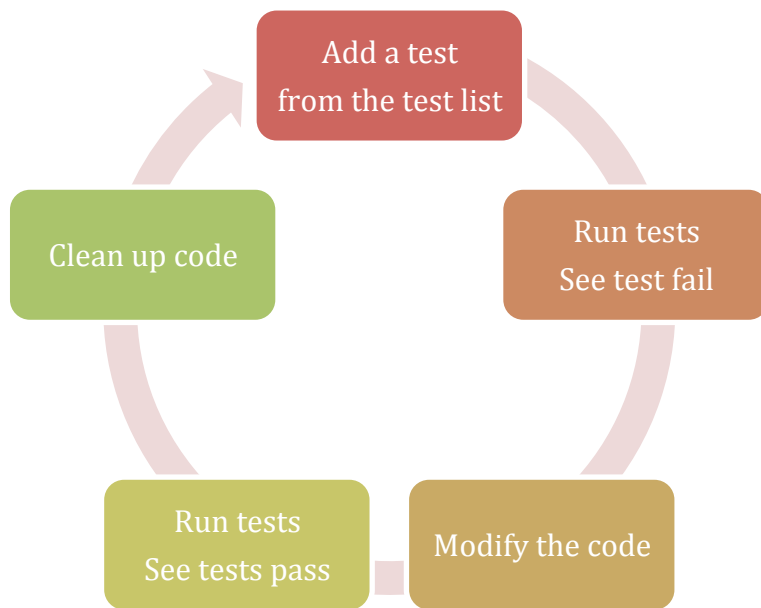 Add a test
from the test list
Run tests
See test fail
Modify the code
Run tests
See tests pass
Clean up code